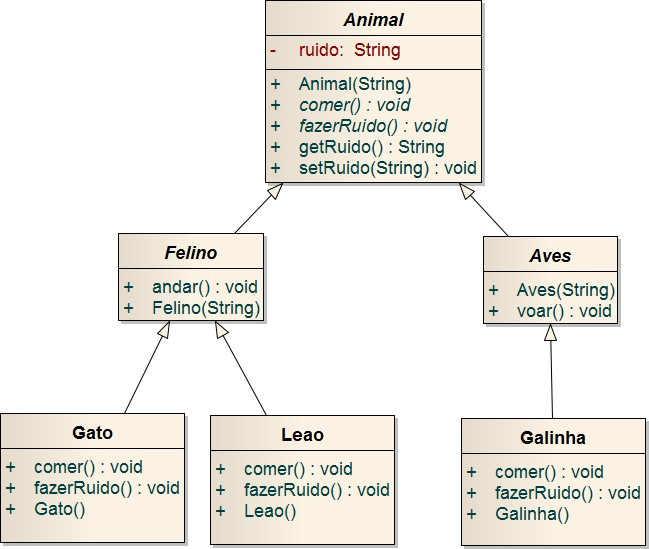 Animal
- ruido: String
+ Animal(String)
+ comer() : void
+ fazerRuido() : void
+ getRuido() : String
+ setRuido(String) : void
Felino
+ andar() : void
+ Felino(String)
Aves
+ Aves(String)
+ voar() : void
Gato
+ comer() : void
+ fazerRuido() : void
+ Gato()
Leao
+ comer() : void
+ fazerRuido() : void
+ Leao()
Galinha
+ comer() : void
+ fazerRuido() : void
+ Galinha()